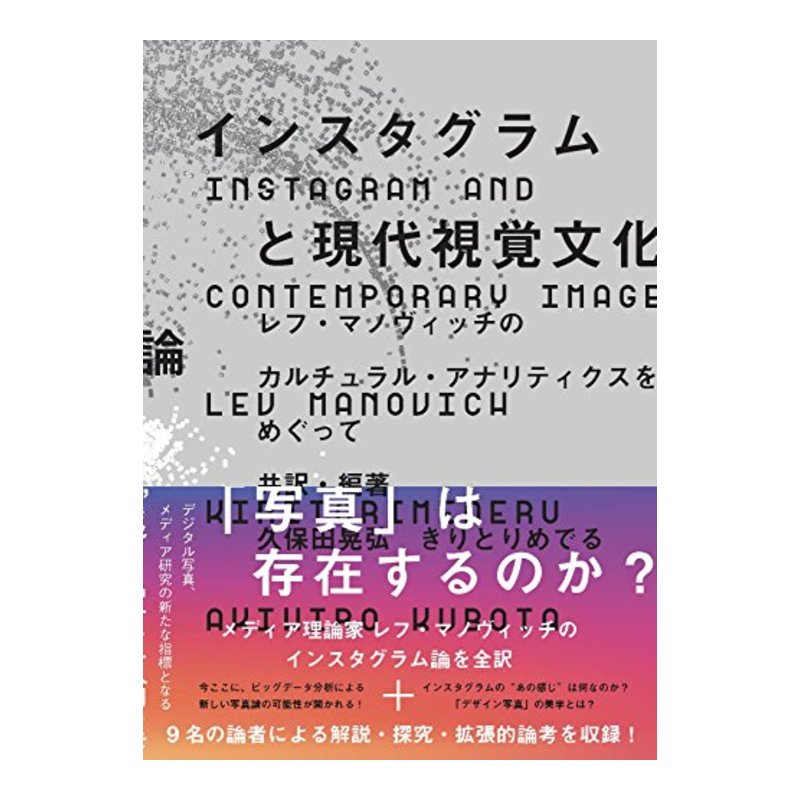 インスタグラム
INSTAGRAM AND
と現代視覚文化
CONTEMPORARY IMAGE
レフ・マノヴィッチの
論
カルチュラル・アナリティクスを
LEV MANOVICH
めぐって
共訳・編著
KIRITORIMEDERU
「写真」は
久保田晃弘 きりとりめでる
存在するのか？
AKIHIRO KUBOTA
メディア理論家 レフ・マノヴィッチの
インスタグラム論を全訳
デジタル写真、
メディア研究の新たな指標となる
今ここに、ビッグデータ分析による
新しい写真論の可能性が開かれる！
＋
インスタグラムの“あの感じ”は何なのか？
「デザイン写真」の美学とは？
9名の論者による解説・探究・拡張的論考を収録！